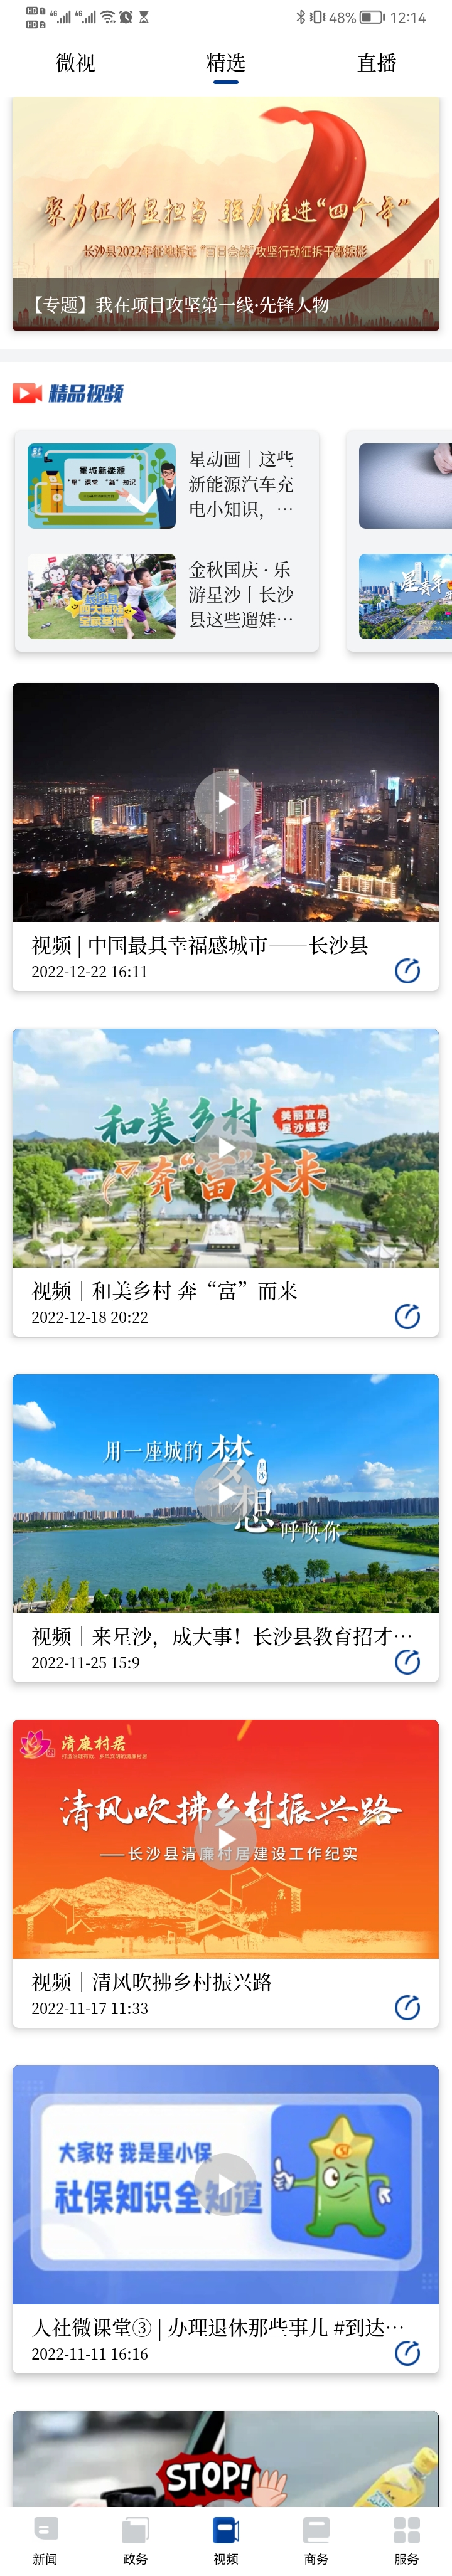 48%
12:14
微视
精选
直播
聚力征拆显担当 强力推进“四个年”
长沙县2022年征地拆迁“百日会战”攻坚行动征拆干部掠影
【专题】我在项目攻坚第一线·先锋人物
精品视频
星城新能源
“星”课堂 “新”知识
星动画｜这些
新能源汽车充
电小知识，…
四大遛娃
全家基地
金秋国庆 · 乐
游星沙丨长沙
县这些遛娃…
星青年
视频 | 中国最具幸福感城市——长沙县
2022-12-22 16:11
和美乡村
美丽宜居
星沙蝶变
奔“富”未来
视频｜和美乡村 奔“富”而来
2022-12-18 20:22
用一座城的梦想
星沙
呼唤你
视频｜来星沙，成大事！长沙县教育招才…
2022-11-25 15:9
清廉村居
清风吹拂乡村振兴路
——长沙县清廉村居建设工作纪实
视频｜清风吹拂乡村振兴路
2022-11-17 11:33
大家好 我是星小保
社保知识全知道
人社微课堂③ | 办理退休那些事儿 #到达…
2022-11-11 16:16
STOP!
新闻
政务
视频
商务
服务